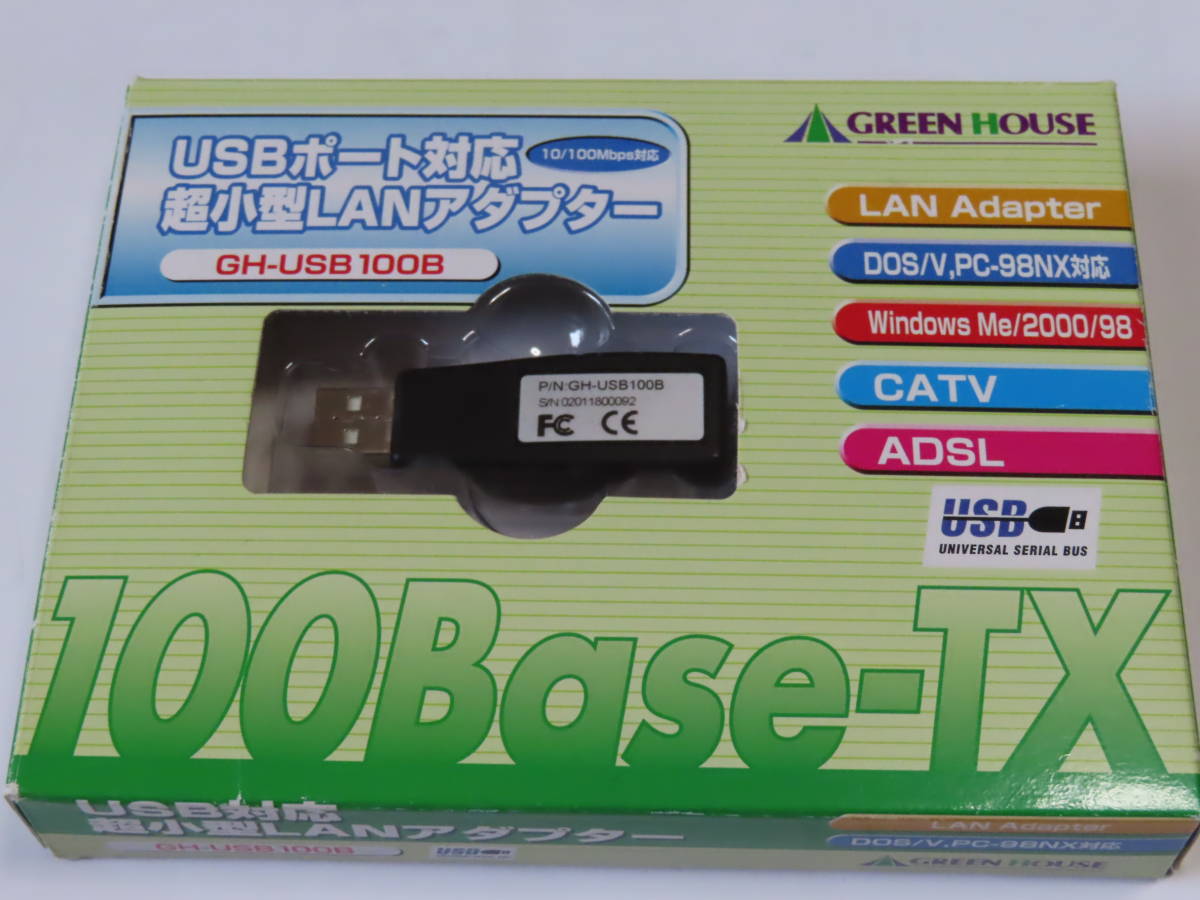 USBポート対応
10/100Mbps対応
超小型LANアダプター
GH-USB100B
GREEN HOUSE
LAN Adapter
DOS/V,PC-98NX対応
Windows Me/2000/98
CATV
ADSL
P/N:GH-USB100B
S/N:02011800092
FC CE
USB
UNIVERSAL SERIAL BUS
100Base-TX
USB対応
超小型LANアダプター
GH-USB100B
USB
LAN Adapter
DOS/V,PC-98NX対応
GREEN HOUSE